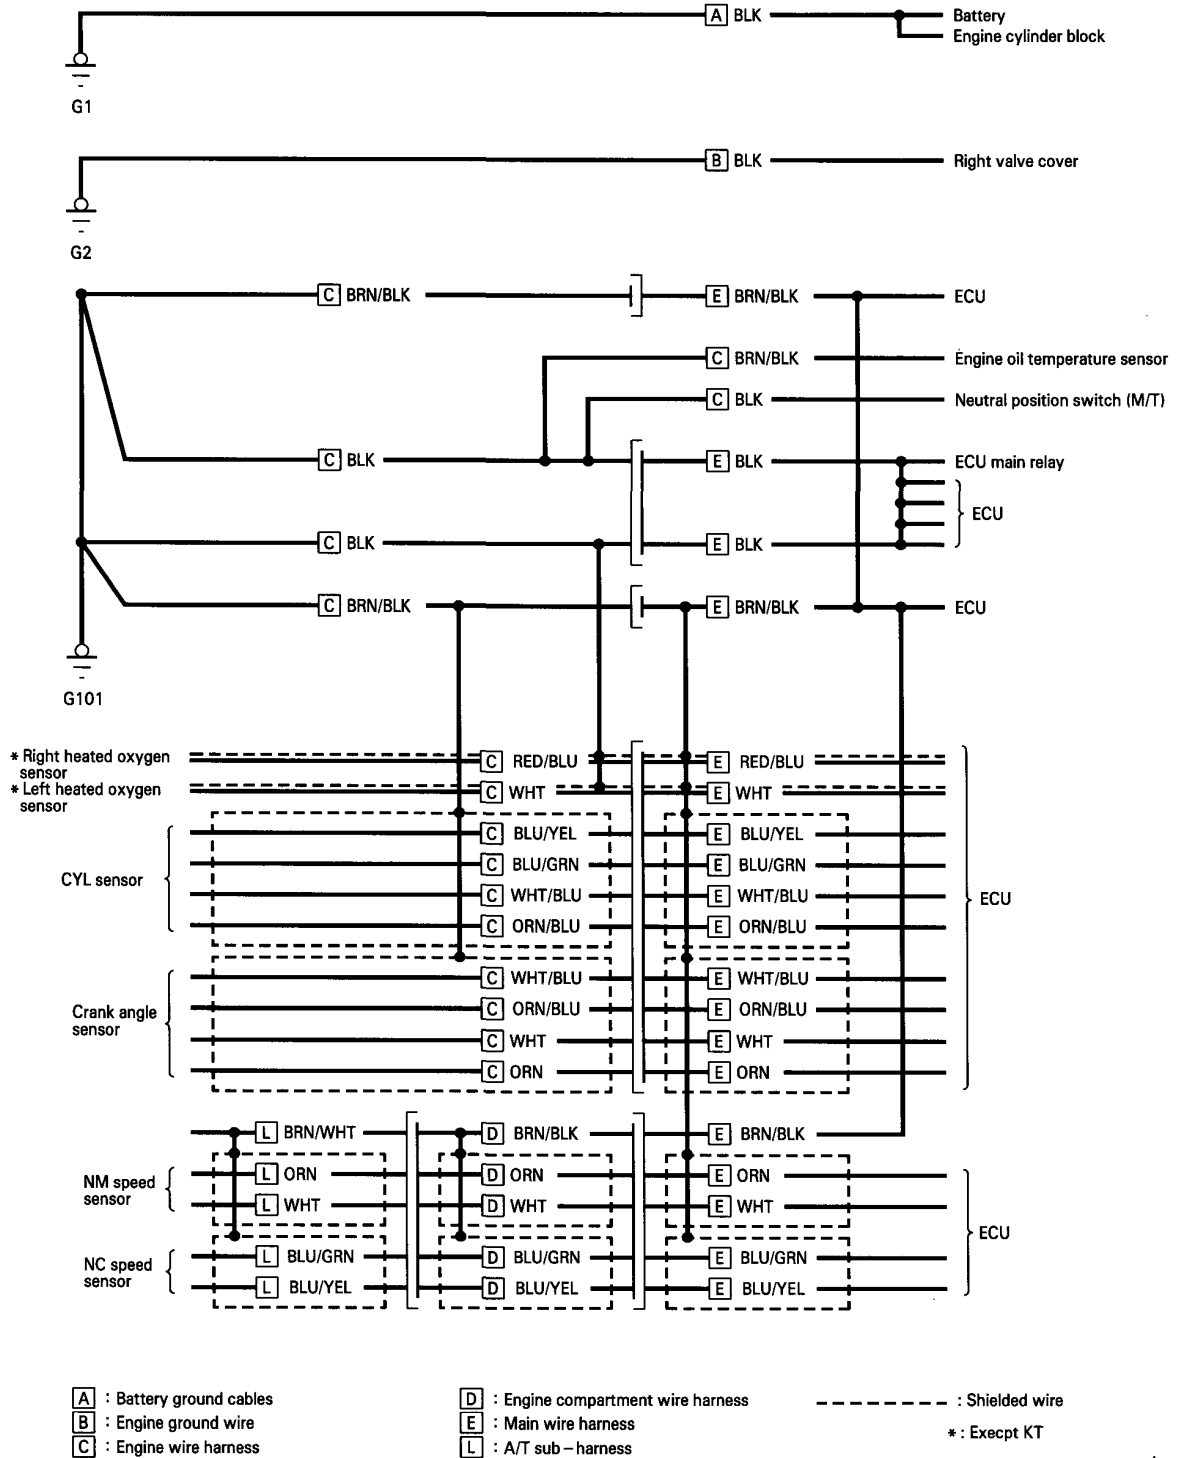 A BLK Battery
Engine cylinder block
G1
B BLK Right valve cover
G2
C BRN/BLK E BRN/BLK ECU
C BRN/BLK Engine oil temperature sensor
C BLK Neutral position switch (M/T)
C BLK E BLK ECU main relay
ECU
C BLK E BLK
C BRN/BLK E BRN/BLK ECU
G101
* Right heated oxygen
sensor
C RED/BLU E RED/BLU
* Left heated oxygen
sensor
C WHT E WHT
CYL sensor
C BLU/YEL E BLU/YEL
C BLU/GRN E BLU/GRN
C WHT/BLU E WHT/BLU
C ORN/BLU E ORN/BLU
ECU
Crank angle
sensor
C WHT/BLU E WHT/BLU
C ORN/BLU E ORN/BLU
C WHT E WHT
C ORN E ORN
L BRN/WHT D BRN/BLK E BRN/BLK
NM speed
sensor
L ORN D ORN E ORN
L WHT D WHT E WHT
ECU
NC speed
sensor
L BLU/GRN D BLU/GRN E BLU/GRN
L BLU/YEL D BLU/YEL E BLU/YEL
A : Battery ground cables
B : Engine ground wire
C : Engine wire harness
D : Engine compartment wire harness
E : Main wire harness
L : A/T sub-harness
: Shielded wire
* : Execpt KT